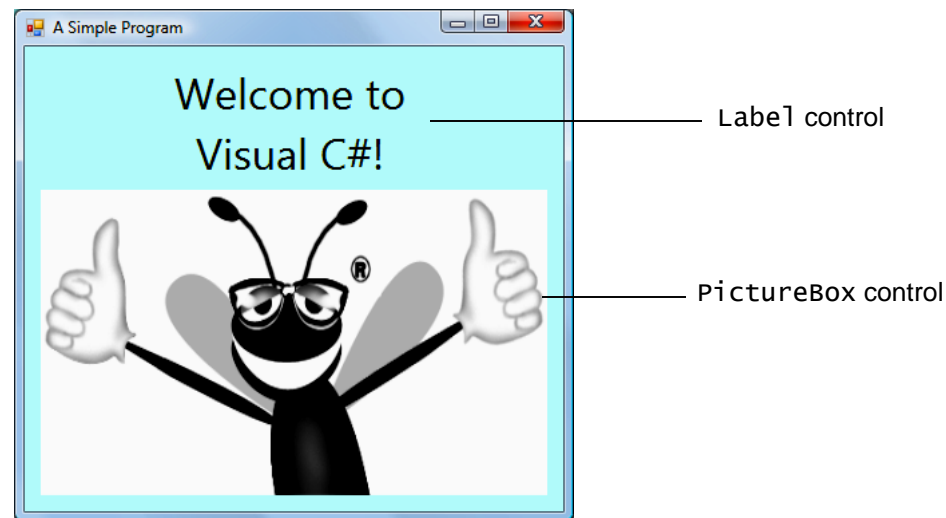 A Simple Program
Welcome to
Visual C#!
Label control
®
PictureBox control